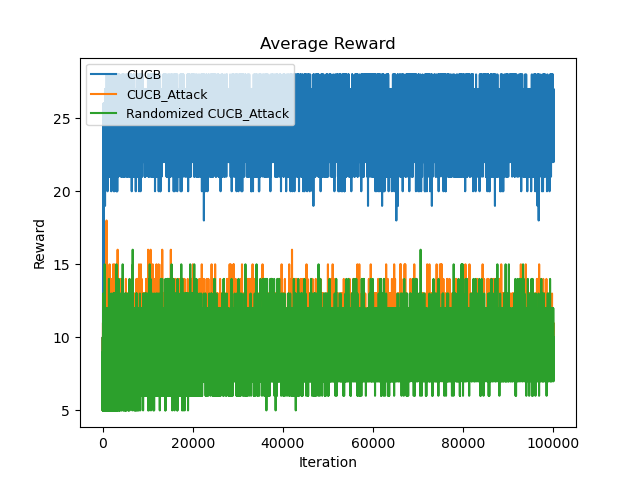 Average Reward
CUCB
CUCB_Attack
Randomized CUCB_Attack
25
20
15
10
5
Reward
0
20000
40000
60000
80000
100000
Iteration